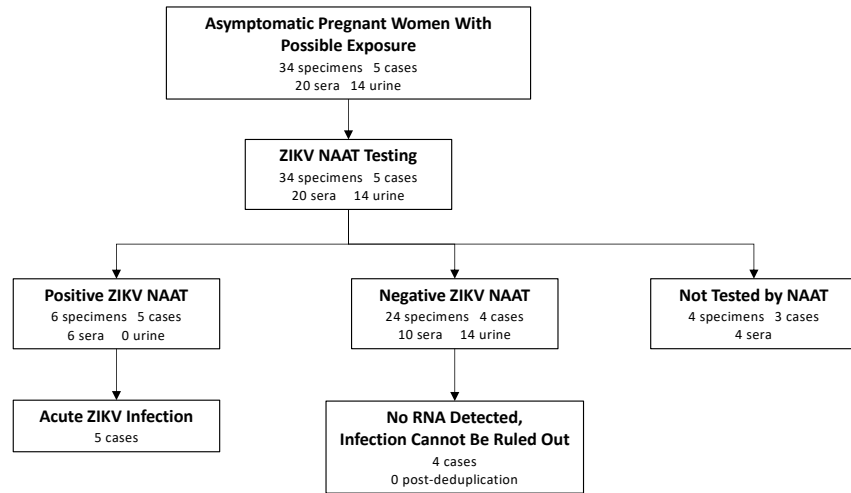 Asymptomatic Pregnant Women With
Possible Exposure
34 specimens 5 cases
20 sera 14 urine
ZIKV NAAT Testing
34 specimens 5 cases
20 sera 14 urine
Positive ZIKV NAAT
6 specimens 5 cases
6 sera 0 urine
Negative ZIKV NAAT
24 specimens 4 cases
10 sera 14 urine
Not Tested by NAAT
4 specimens 3 cases
4 sera
Acute ZIKV Infection
5 cases
No RNA Detected,
Infection Cannot Be Ruled Out
4 cases
0 post-deduplication